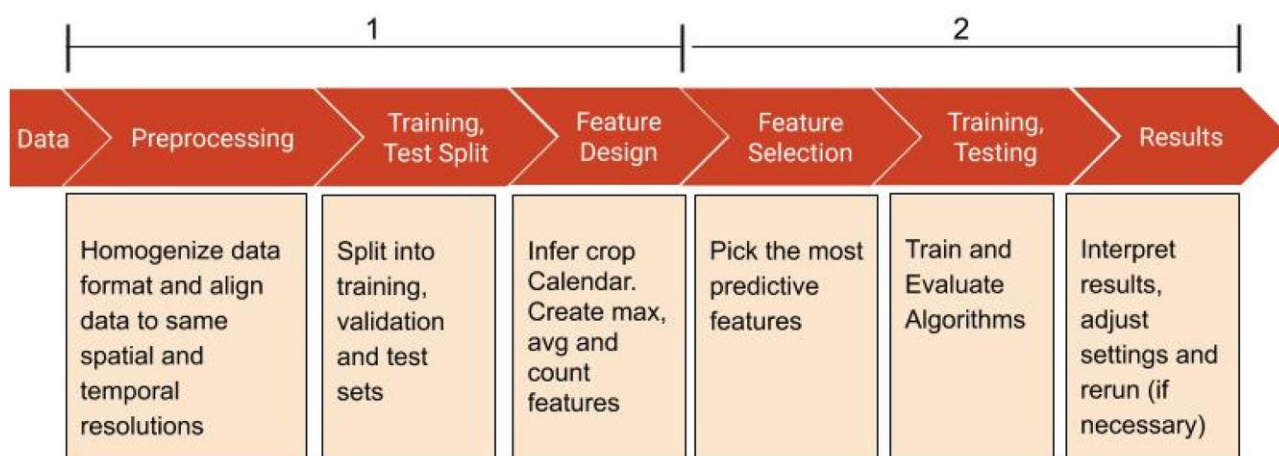 1
2
Data
Preprocessing
Training,
Test Split
Feature
Design
Feature
Selection
Training,
Testing
Results
Homogenize data
format and align
data to same
spatial and
temporal
resolutions
Split into
training,
validation
and test
sets
Infer crop
Calendar.
Create max,
avg and
count
features
Pick the most
predictive
features
Train and
Evaluate
Algorithms
Interpret
results,
adjust
settings and
rerun (if
necessary)